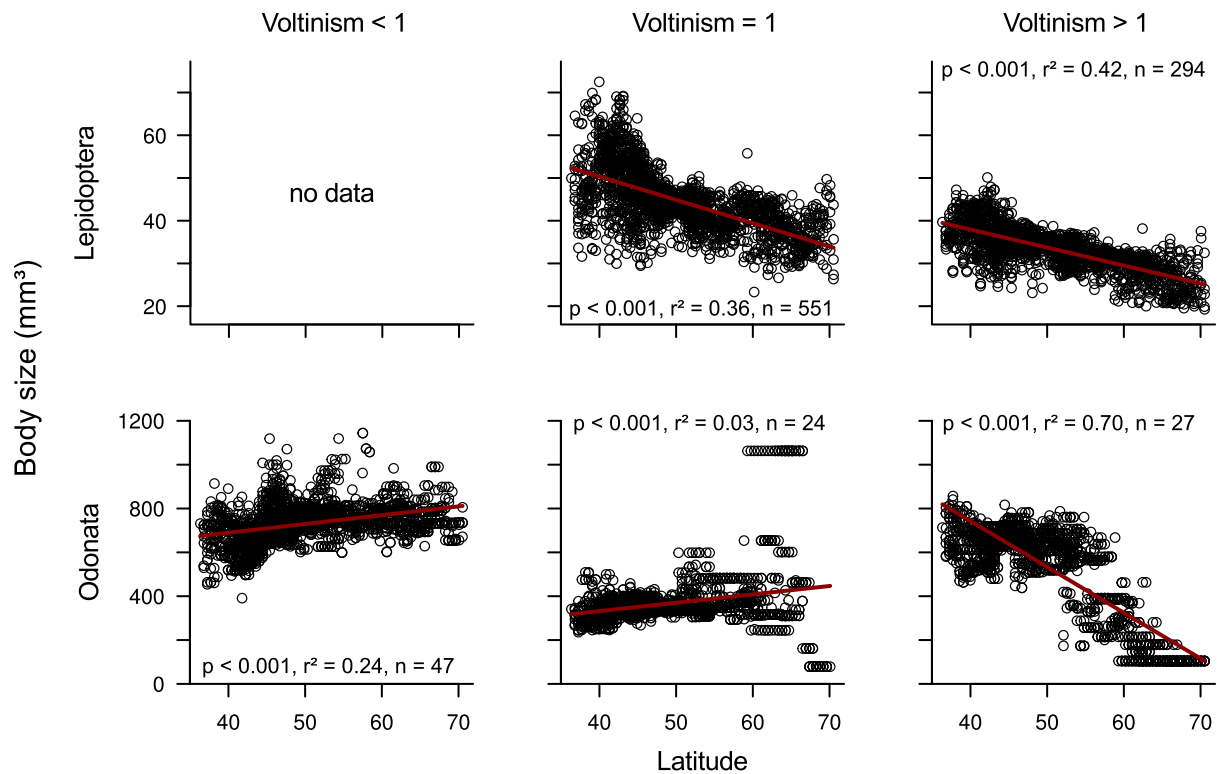 Voltinism < 1
Voltinism = 1
Voltinism > 1
Body size (mm³)
Lepidoptera
60
40
20
no data
p < 0.001, r² = 0.36, n = 551
p < 0.001, r² = 0.42, n = 294
Odonata
1200
800
400
0
p < 0.001, r² = 0.24, n = 47
p < 0.001, r² = 0.03, n = 24
p < 0.001, r² = 0.70, n = 27
40 50 60 70
40 50 60 70
40 50 60 70
Latitude